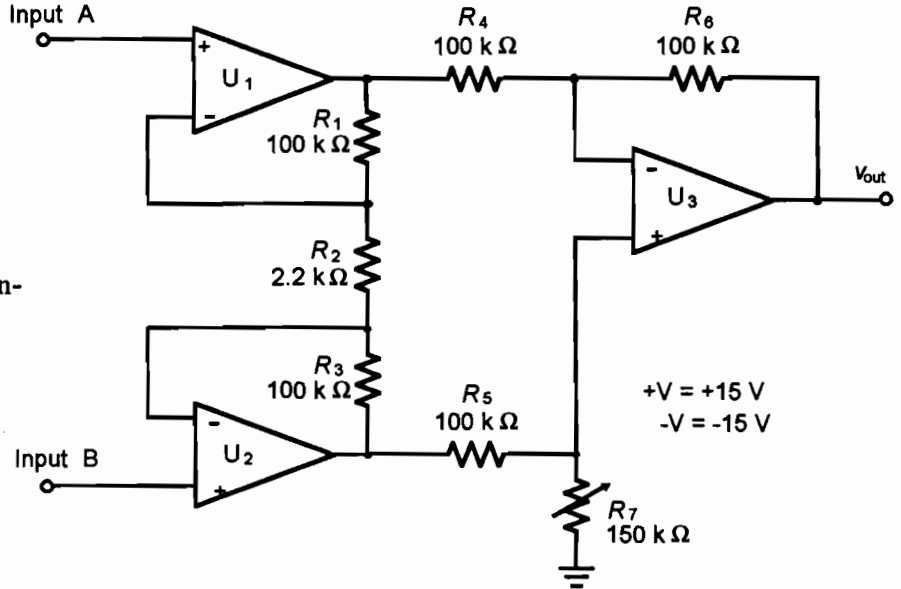 Input A
+
U1
-
R4
100 kΩ
R6
100 kΩ
R1
100 kΩ
-
U3
+
vout
R2
2.2 kΩ
n-
R3
100 kΩ
R5
100 kΩ
+V = +15 V
-V = -15 V
-
U2
+
Input B
R7
150 kΩ